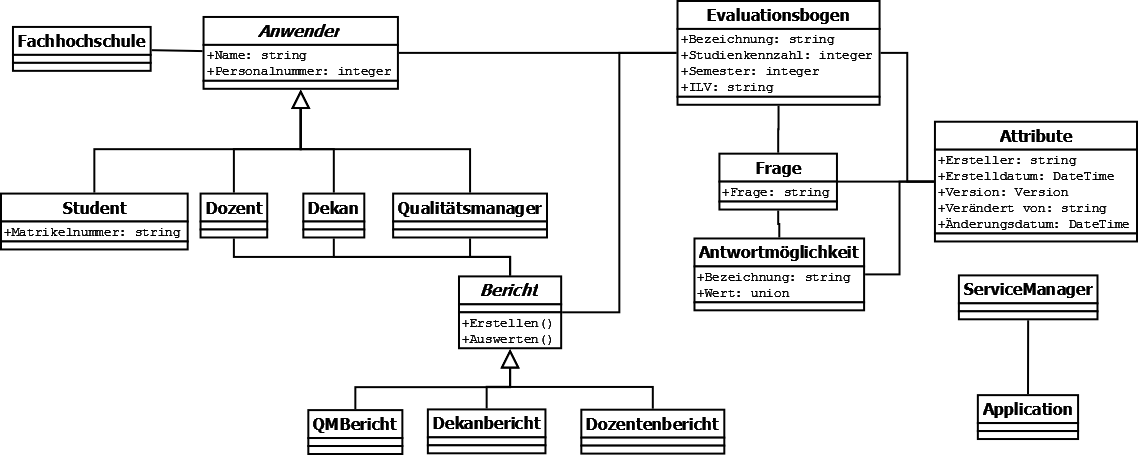 Fachhochschule
Anwender
+Name: string
+Personalnummer: integer
Evaluationsbogen
+Bezeichnung: string
+Studienkennzahl: integer
+Semester: integer
+ILV: string
Attribute
+Ersteller: string
+Erstelldatum: DateTime
+Version: Version
+Verändert von: string
+Änderungsdatum: DateTime
Frage
+Frage: string
Student
+Matrikelnummer: string
Dozent
Dekan
Qualitätsmanager
Antwortmöglichkeit
+Bezeichnung: string
+Wert: union
Bericht
+Erstellen()
+Auswerten()
ServiceManager
Application
QMBericht
Dekanbericht
Dozentenbericht